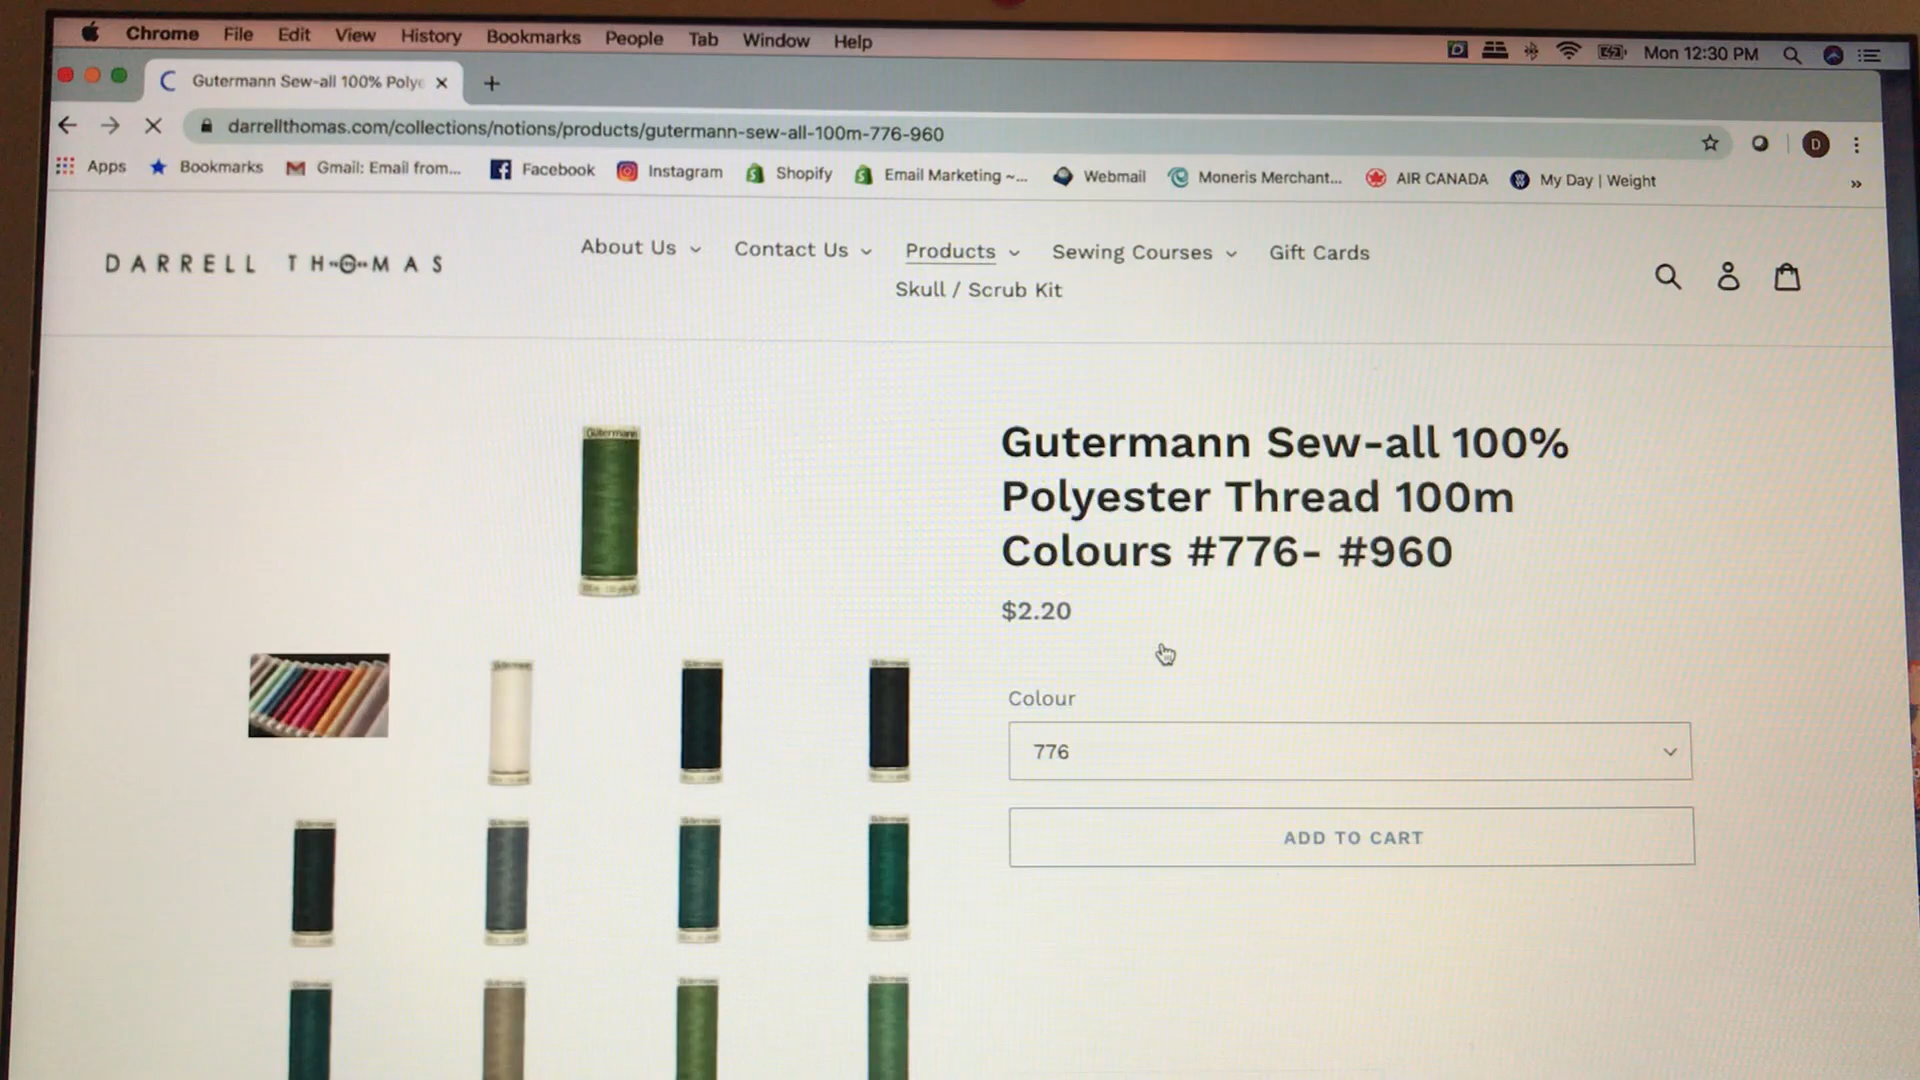 Chrome File Edit View History Bookmarks People Tab Window Help Mon 12:30 PM
Gutermann Sew-all 100% Polye
darrellthomas.com/collections/notions/products/gutermann-sew-all-100m-776-960 D
Apps Bookmarks Gmail: Email from... Facebook Instagram Shopify Email Marketing ~... Webmail Moneris Merchant... AIR CANADA My Day | Weight »
DARRELL THOMAS
About Us Contact Us Products Sewing Courses Gift Cards
Skull / Scrub Kit
Gutermann Sew-all 100%
Polyester Thread 100m
Colours #776- #960
$2.20
Colour
776
ADD TO CART
Gütermann